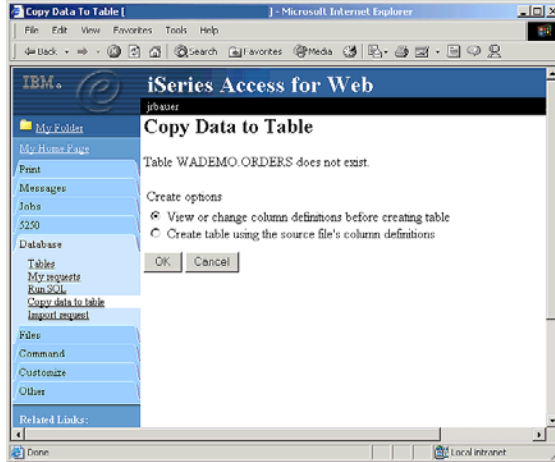 Copy Data To Table [ ] - Microsoft Internet Explorer
File Edit View Favorites Tools Help
Back Search Favorites Media
IBM.
iSeries Access for Web
jrbauer
My Folder
My Home Page
Print
Messages
Jobs
5250
Database
Tables
My requests
Run SQL
Copy data to table
Import request
Files
Command
Customize
Other
Related Links:
Copy Data to Table
Table WADEMO.ORDERS does not exist.
Create options
View or change column definitions before creating table
Create table using the source file's column definitions
OK Cancel
Done Local intranet